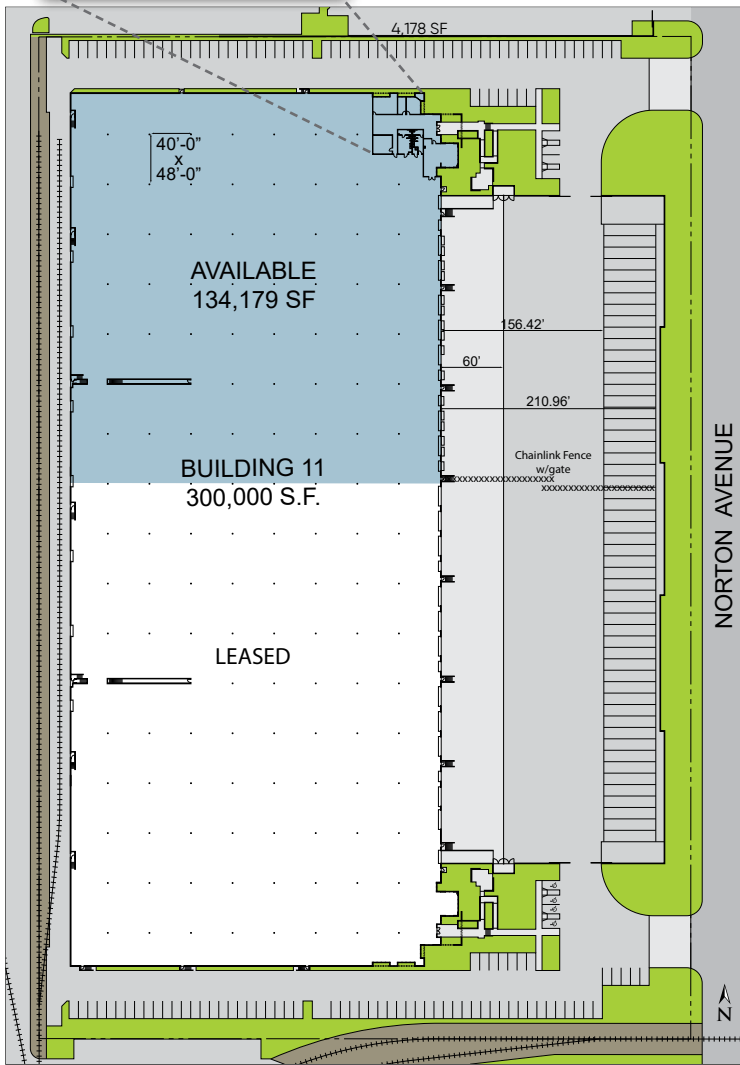 4,178 SF
40'-0"
x
48'-0"
AVAILABLE
134,179 SF
156.42'
60'
210.96'
Chainlink Fence
w/gate
BUILDING 11
300,000 S.F.
NORTON AVENUE
LEASED
N